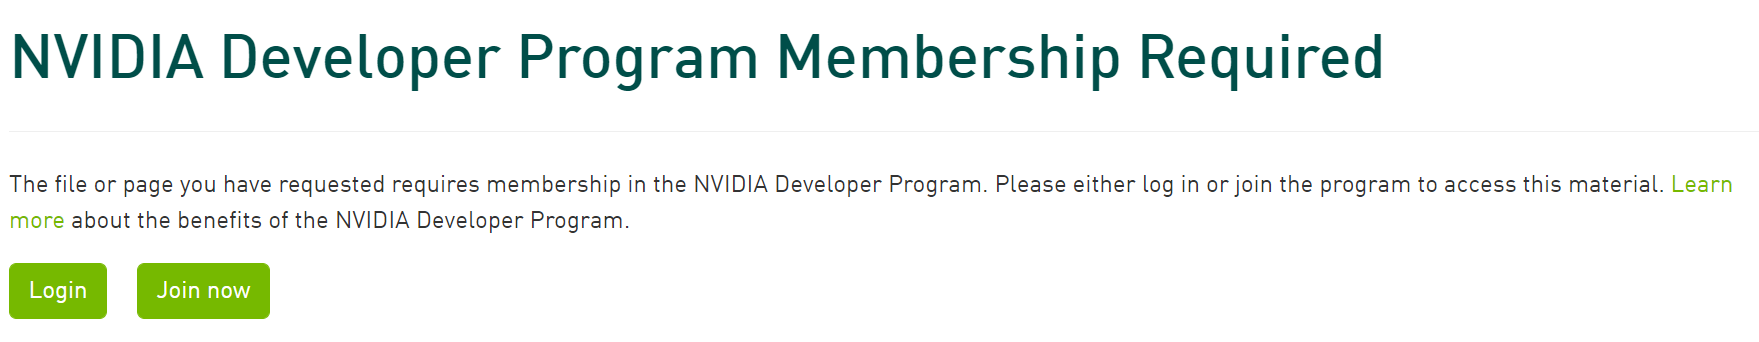 NVIDIA Developer Program Membership Required
The file or page you have requested requires membership in the NVIDIA Developer Program. Please either log in or join the program to access this material. Learn
more about the benefits of the NVIDIA Developer Program.
Login
Join now